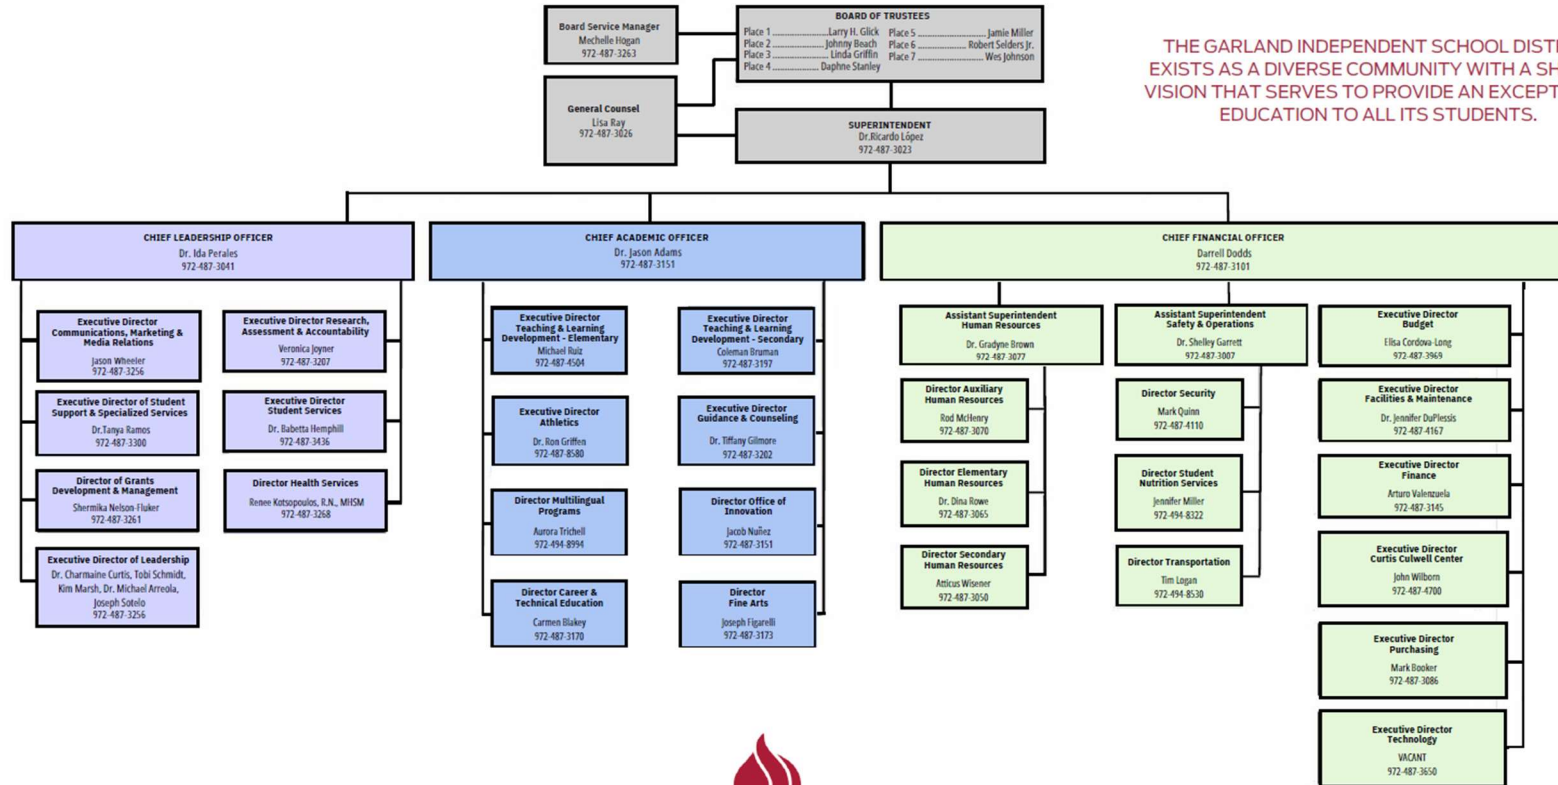 Board Service Manager
Mechelle Hogan
972-487-3263
BOARD OF TRUSTEES
Place 1 ........................Larry H. Glick
Place 2 .......................Johnny Beach
Place 3 ......................... Linda Griffin
Place 4 .................... Daphne Stanley
Place 5 .............................. Jamie Miller
Place 6 ..................... Robert Selders Jr.
Place 7 ............................ Wes Johnson
THE GARLAND INDEPENDENT SCHOOL DIST
EXISTS AS A DIVERSE COMMUNITY WITH A SH
VISION THAT SERVES TO PROVIDE AN EXCEPT
EDUCATION TO ALL ITS STUDENTS.
General Counsel
Lisa Ray
972-487-3026
SUPERINTENDENT
Dr.Ricardo López
972-487-3023
CHIEF LEADERSHIP OFFICER
Dr. Ida Perales
972-487-3041
Executive Director
Communications, Marketing &
Media Relations
Jason Wheeler
972-487-3256
Executive Director Research,
Assessment & Accountability
Veronica Joyner
972-487-3207
Executive Director of Student
Support & Specialized Services
Dr.Tanya Ramos
972-487-3300
Executive Director
Student Services
Dr. Babetta Hemphill
972-487-3436
Director of Grants
Development & Management
Shermika Nelson-Fluker
972-487-3261
Director Health Services
Renee Kotsopoulos, R.N., MHSM
972-487-3268
Executive Director of Leadership
Dr. Charmaine Curtis, Tobi Schmidt,
Kim Marsh, Dr. Michael Arreola,
Joseph Sotelo
972-487-3256
CHIEF ACADEMIC OFFICER
Dr. Jason Adams
972-487-3151
Executive Director
Teaching & Learning
Development - Elementary
Michael Ruiz
972-487-4504
Executive Director
Teaching & Learning
Development - Secondary
Coleman Bruman
972-487-3197
Executive Director
Athletics
Dr. Ron Griffen
972-487-8580
Executive Director
Guidance & Counseling
Dr. Tiffany Gilmore
972-487-3202
Director Multilingual
Programs
Aurora Trichell
972-494-8994
Director Office of
Innovation
Jacob Nuñez
972-487-3151
Director Career &
Technical Education
Carmen Blakey
972-487-3170
Director
Fine Arts
Joseph Figarelli
972-487-3173
CHIEF FINANCIAL OFFICER
Darrell Dodds
972-487-3101
Assistant Superintendent
Human Resources
Dr. Gradyne Brown
972-487-3077
Director Auxiliary
Human Resources
Rod McHenry
972-487-3070
Director Elementary
Human Resources
Dr. Dina Rowe
972-487-3065
Director Secondary
Human Resources
Atticus Wisener
972-487-3050
Assistant Superintendent
Safety & Operations
Dr. Shelley Garrett
972-487-3007
Director Security
Mark Quinn
972-487-4110
Director Student
Nutrition Services
Jennifer Miller
972-494-8322
Director Transportation
Tim Logan
972-494-8530
Executive Director
Budget
Elisa Cordova-Long
972-487-3969
Executive Director
Facilities & Maintenance
Dr. Jennifer DuPlessis
972-487-4167
Executive Director
Finance
Arturo Valenzuela
972-487-3145
Executive Director
Curtis Culwell Center
John Wilborn
972-487-4700
Executive Director
Purchasing
Mark Booker
972-487-3086
Executive Director
Technology
VACANT
972-487-3650